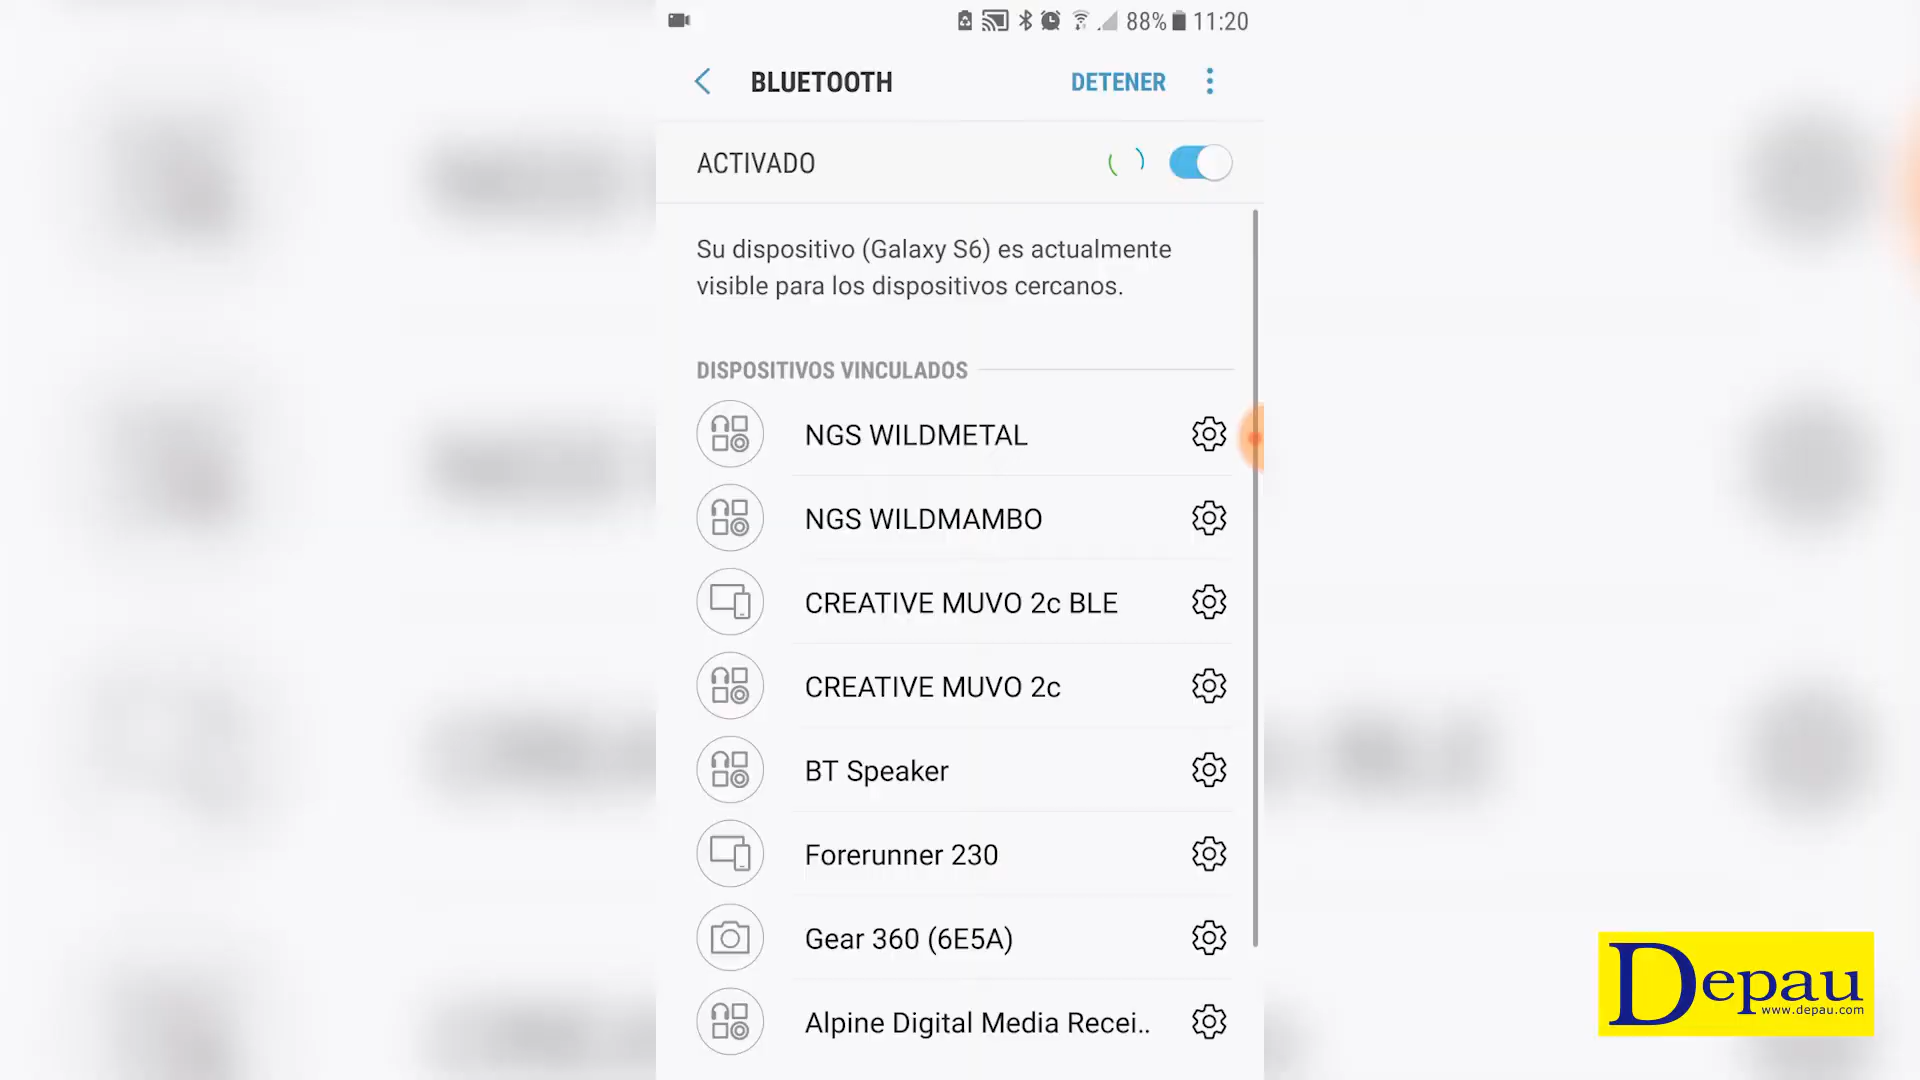 88% 11:20
BLUETOOTH DETENER
ACTIVADO
Su dispositivo (Galaxy S6) es actualmente
visible para los dispositivos cercanos.
DISPOSITIVOS VINCULADOS
NGS WILDMETAL
NGS WILDMAMBO
CREATIVE MUVO 2c BLE
CREATIVE MUVO 2c
BT Speaker
Forerunner 230
Gear 360 (6E5A)
Alpine Digital Media Recei..
Depau
www.depau.com